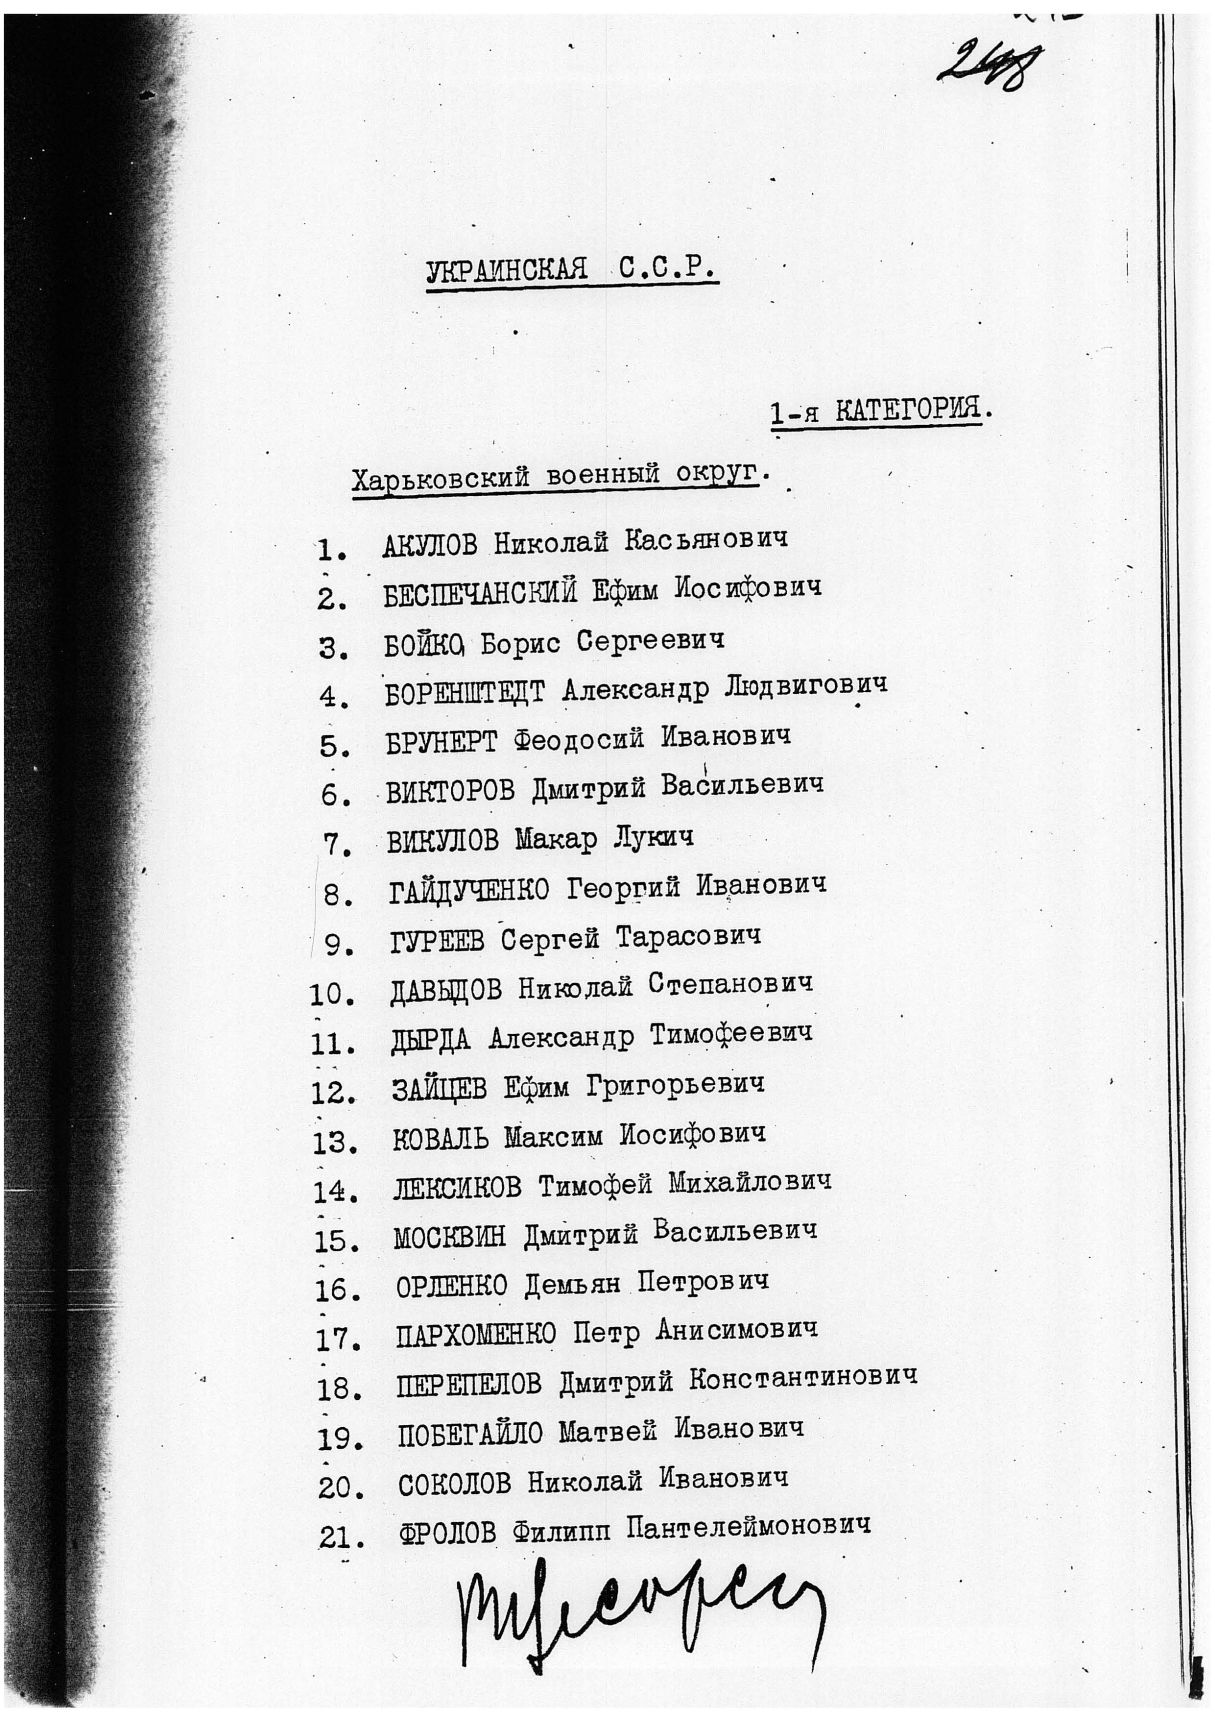 248
УКРАИНСКАЯ С.С.Р.
1-я КАТЕГОРИЯ.
Харьковский военный округ.
1. АКУЛОВ Николай Касьянович
2. БЕСПЕЧАНСКИЙ Ефим Иосифович
3. БОЙКО Борис Сергеевич
4. БОРЕНШТЕДТ Александр Людвигович
5. БРУНЕРТ Феодосий Иванович
6. ВИКТОРОВ Дмитрий Васильевич
7. ВИКУЛОВ Макар Лукич
8. ГАЙДУЧЕНКО Георгий Иванович
9. ГУРЕЕВ Сергей Тарасович
10. ДАВЫДОВ Николай Степанович
11. ДЫРДА Александр Тимофеевич
12. ЗАЙЦЕВ Ефим Григорьевич
13. КОВАЛЬ Максим Иосифович
14. ЛЕКСИКОВ Тимофей Михайлович
15. МОСКВИН Дмитрий Васильевич
16. ОРЛЕНКО Демьян Петрович
17. ПАРХОМЕНКО Петр Анисимович
18. ПЕРЕПЕЛОВ Дмитрий Константинович
19. ПОБЕГАЙЛО Матвей Иванович
20. СОКОЛОВ Николай Иванович
21. ФРОЛОВ Филипп Пантелеймонович